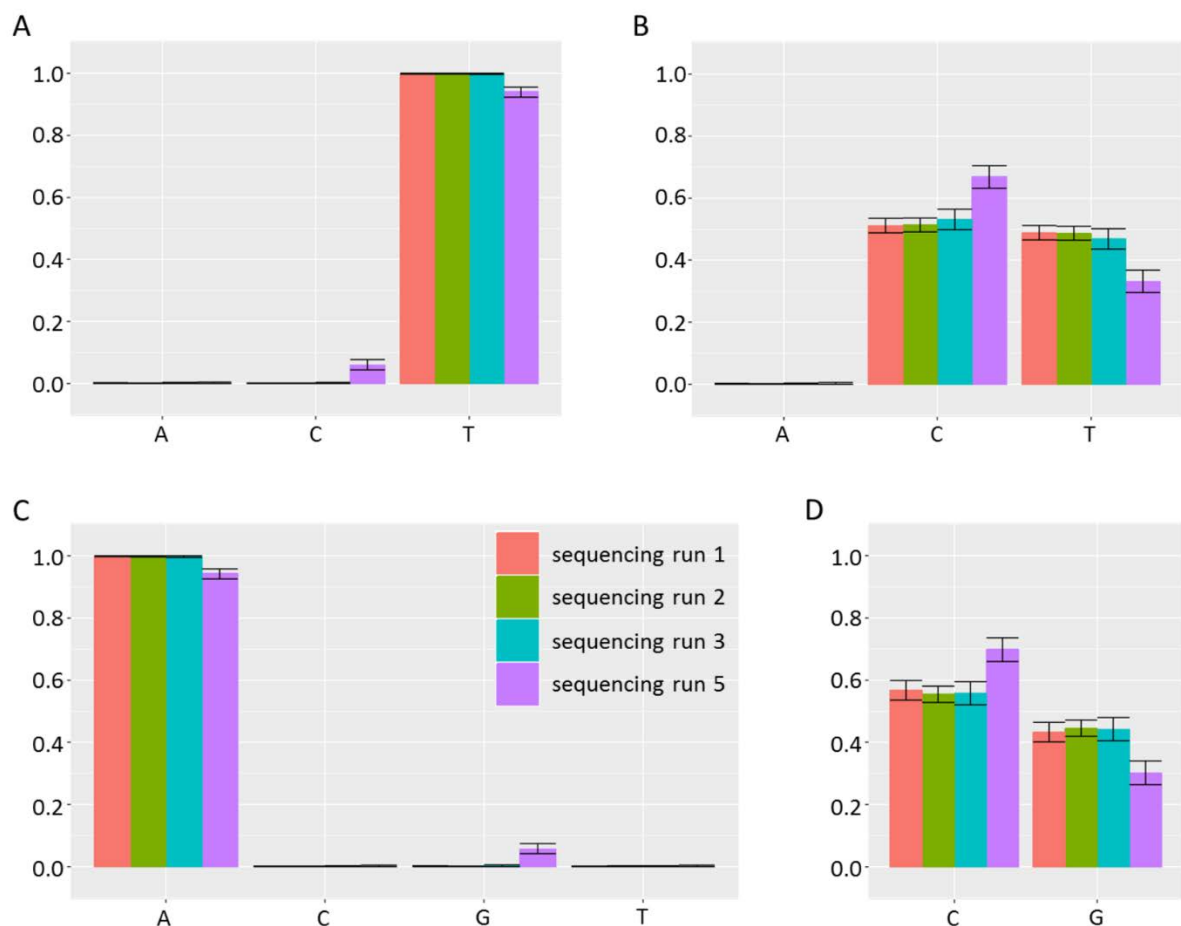 A B
1.0 1.0
0.8 0.8
0.6 0.6
0.4 0.4
0.2 0.2
0.0 0.0
A C T A C T
C D
1.0 sequencing run 1 1.0
0.8 sequencing run 2 0.8
sequencing run 3
0.6 sequencing run 5 0.6
0.4 0.4
0.2 0.2
0.0 0.0
A C G T C G